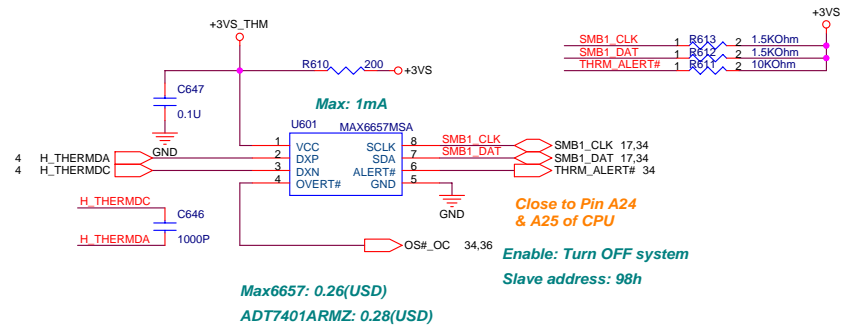 +3VS
+3VS_THM
SMB1_CLK 1 R613 2 1.5KOhm
SMB1_DAT 1 R612 2 1.5KOhm
THRM_ALERT# 1 R611 2 10KOhm
R610 200 +3VS
C647
0.1U
GND
Max: 1mA
U601 MAX6657MSA
1 VCC SCLK 8 SMB1_CLK SMB1_CLK 17,34
4 H_THERMDA 2 DXP SDA 7 SMB1_DAT SMB1_DAT 17,34
4 H_THERMDC 3 DXN ALERT# 6 THRM_ALERT# 34
4 OVERT# GND 5
GND
H_THERMDC
C646
1000P
H_THERMDA
OS#_OC 34,36
Close to Pin A24
& A25 of CPU
Enable: Turn OFF system
Slave address: 98h
Max6657: 0.26(USD)
ADT7401ARMZ: 0.28(USD)